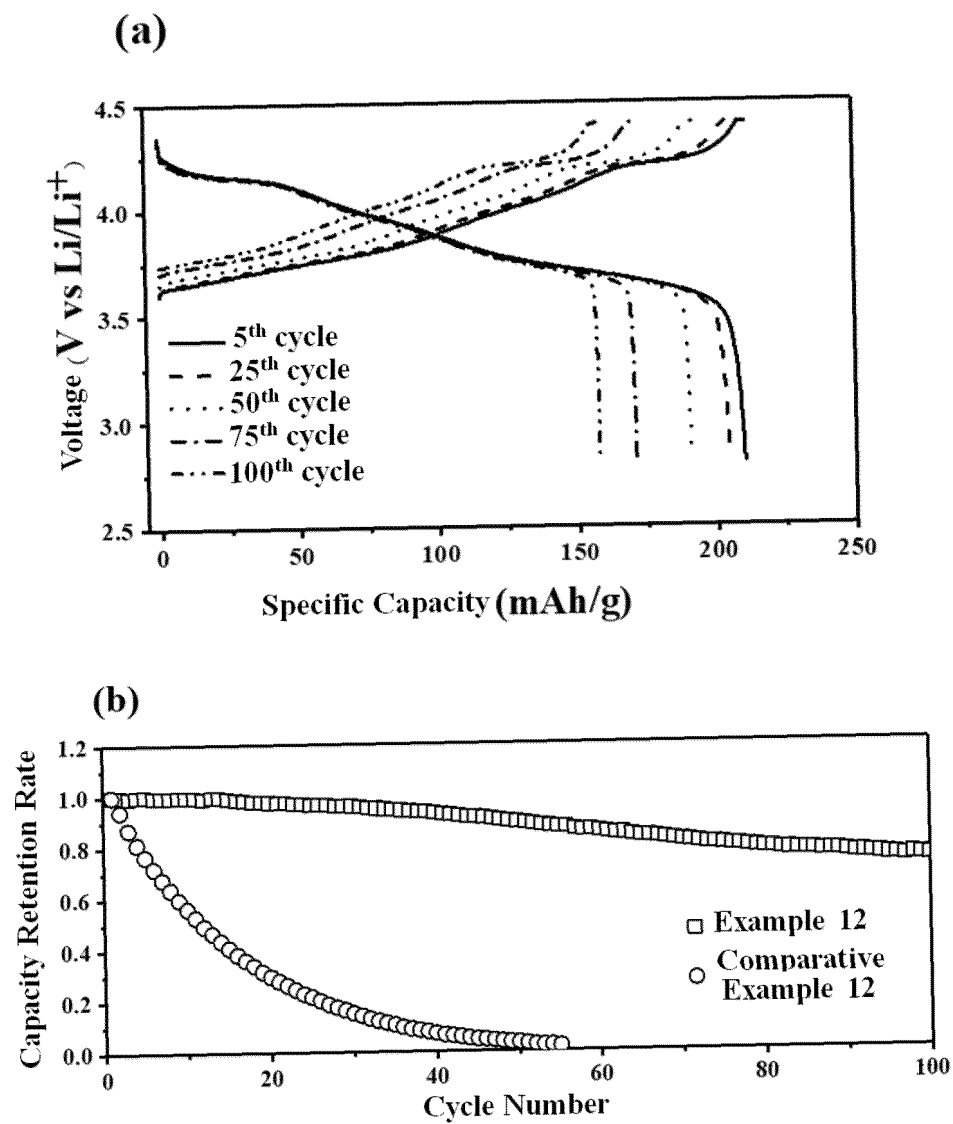 (a)
4.5
4.0
3.5
3.0
2.5
Voltage (V vs Li/Li+)
5th cycle
25th cycle
50th cycle
75th cycle
100th cycle
0 50 100 150 200 250
Specific Capacity (mAh/g)
(b)
1.2
1.0
0.8
0.6
0.4
0.2
0.0
Capacity Retention Rate
Example 12
Comparative
Example 12
0 20 40 60 80 100
Cycle Number